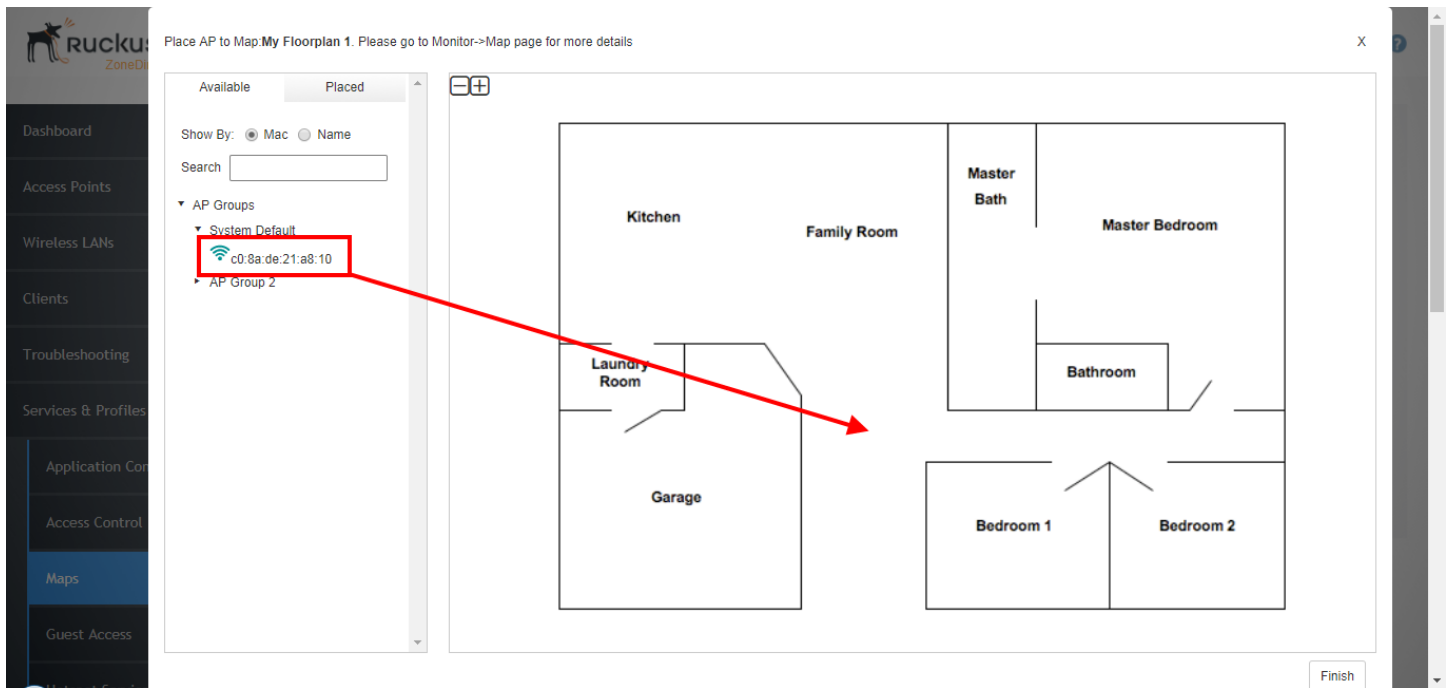 RUCKUS
ZoneDi
Place AP to Map:My Floorplan 1. Please go to Monitor->Map page for more details
X
?
Available Placed
Show By: Mac Name
Search
AP Groups
System Default
c0:8a:de:21:a8:10
AP Group 2
Dashboard
Access Points
Wireless LANs
Clients
Troubleshooting
Services & Profiles
Application Con
Access Control
Maps
Guest Access
Kitchen
Family Room
Master
Bath
Master Bedroom
Laundry
Room
Bathroom
Garage
Bedroom 1
Bedroom 2
Finish